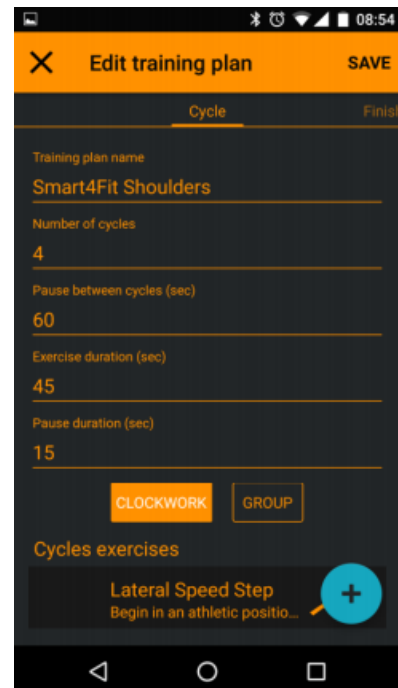 08:54
Edit training plan SAVE
Cycle Finis
Training plan name
Smart4Fit Shoulders
Number of cycles
4
Pause between cycles (sec)
60
Exercise duration (sec)
45
Pause duration (sec)
15
CLOCKWORK GROUP
Cycles exercises
Lateral Speed Step
Begin in an athletic positio...